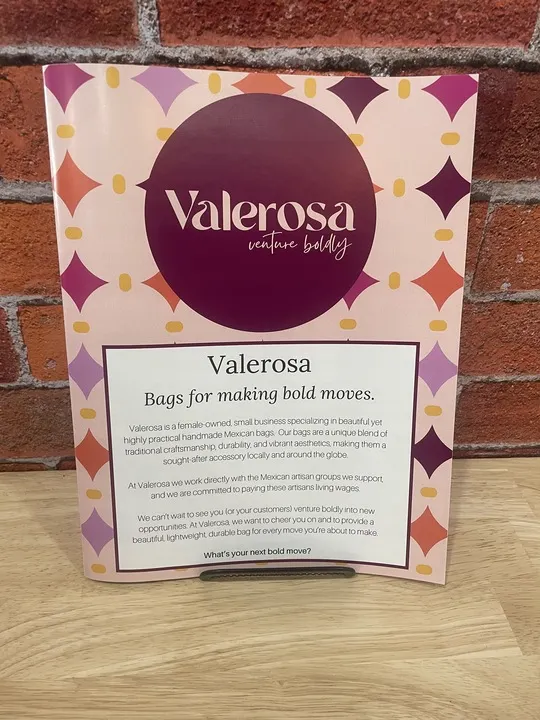 Valerosa
venture boldly
Valerosa
Bags for making bold moves.
Valerosa is a female-owned, small business specializing in beautiful yet
highly practical handmade Mexican bags. Our bags are a unique blend of
traditional craftsmanship, durability, and vibrant aesthetics, making them a
sought-after accessory locally and around the globe.
At Valerosa we work directly with the Mexican artisan groups we support,
and we are committed to paying these artisans living wages.
We can't wait to see you (or your customers) venture boldly into new
opportunities. At Valerosa, we want to cheer you on and to provide a
beautiful, lightweight, durable bag for every move you're about to make.
What's your next bold move?